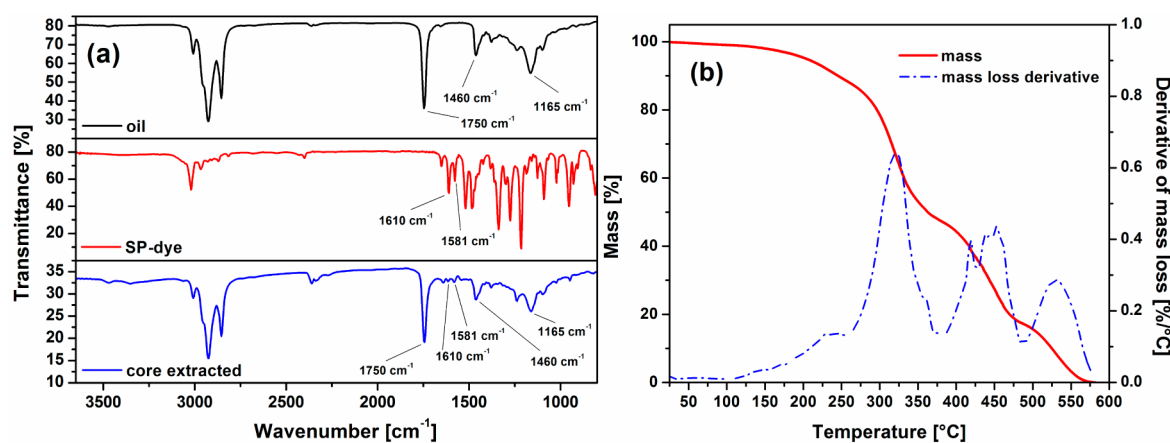 (a)
80
70
60
50
40
30
1460 cm-1
1165 cm-1
1750 cm-1
oil
80
60
40
20
1610 cm-1
1581 cm-1
SP-dye
35
30
25
20
15
10
1165 cm-1
1581 cm-1
1610 cm-1
1460 cm-1
1750 cm-1
core extracted
3500 3000 2500 2000 1500 1000
Transmittance [%]
Wavenumber [cm-1]
(b)
mass
mass loss derivative
100
80
60
40
20
0
1.0
0.8
0.6
0.4
0.2
0.0
50 100 150 200 250 300 350 400 450 500 550 600
Mass [%]
Temperature [°C]
Derivative of mass loss [%/°C]